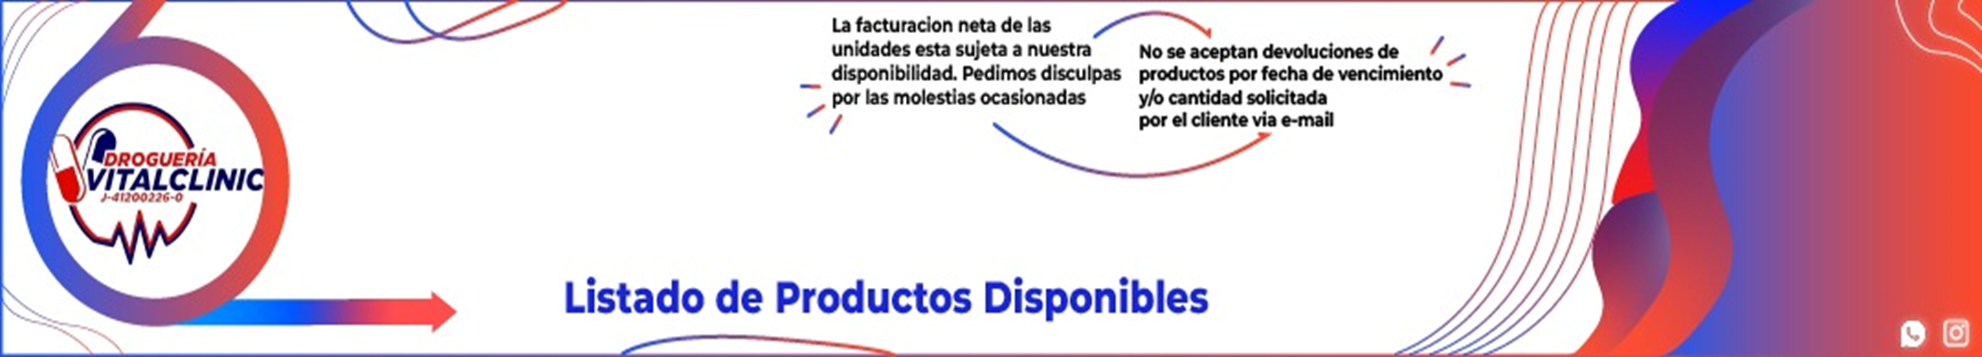 La facturacion neta de las
unidades esta sujeta a nuestra
disponibilidad. Pedimos disculpas
por las molestias ocasionadas
No se aceptan devoluciones de
productos por fecha de vencimiento
y/o cantidad solicitada
por el cliente via e-mail
DROGUERÍA
VITALCLINIC
J-41200226-0
Listado de Productos Disponibles